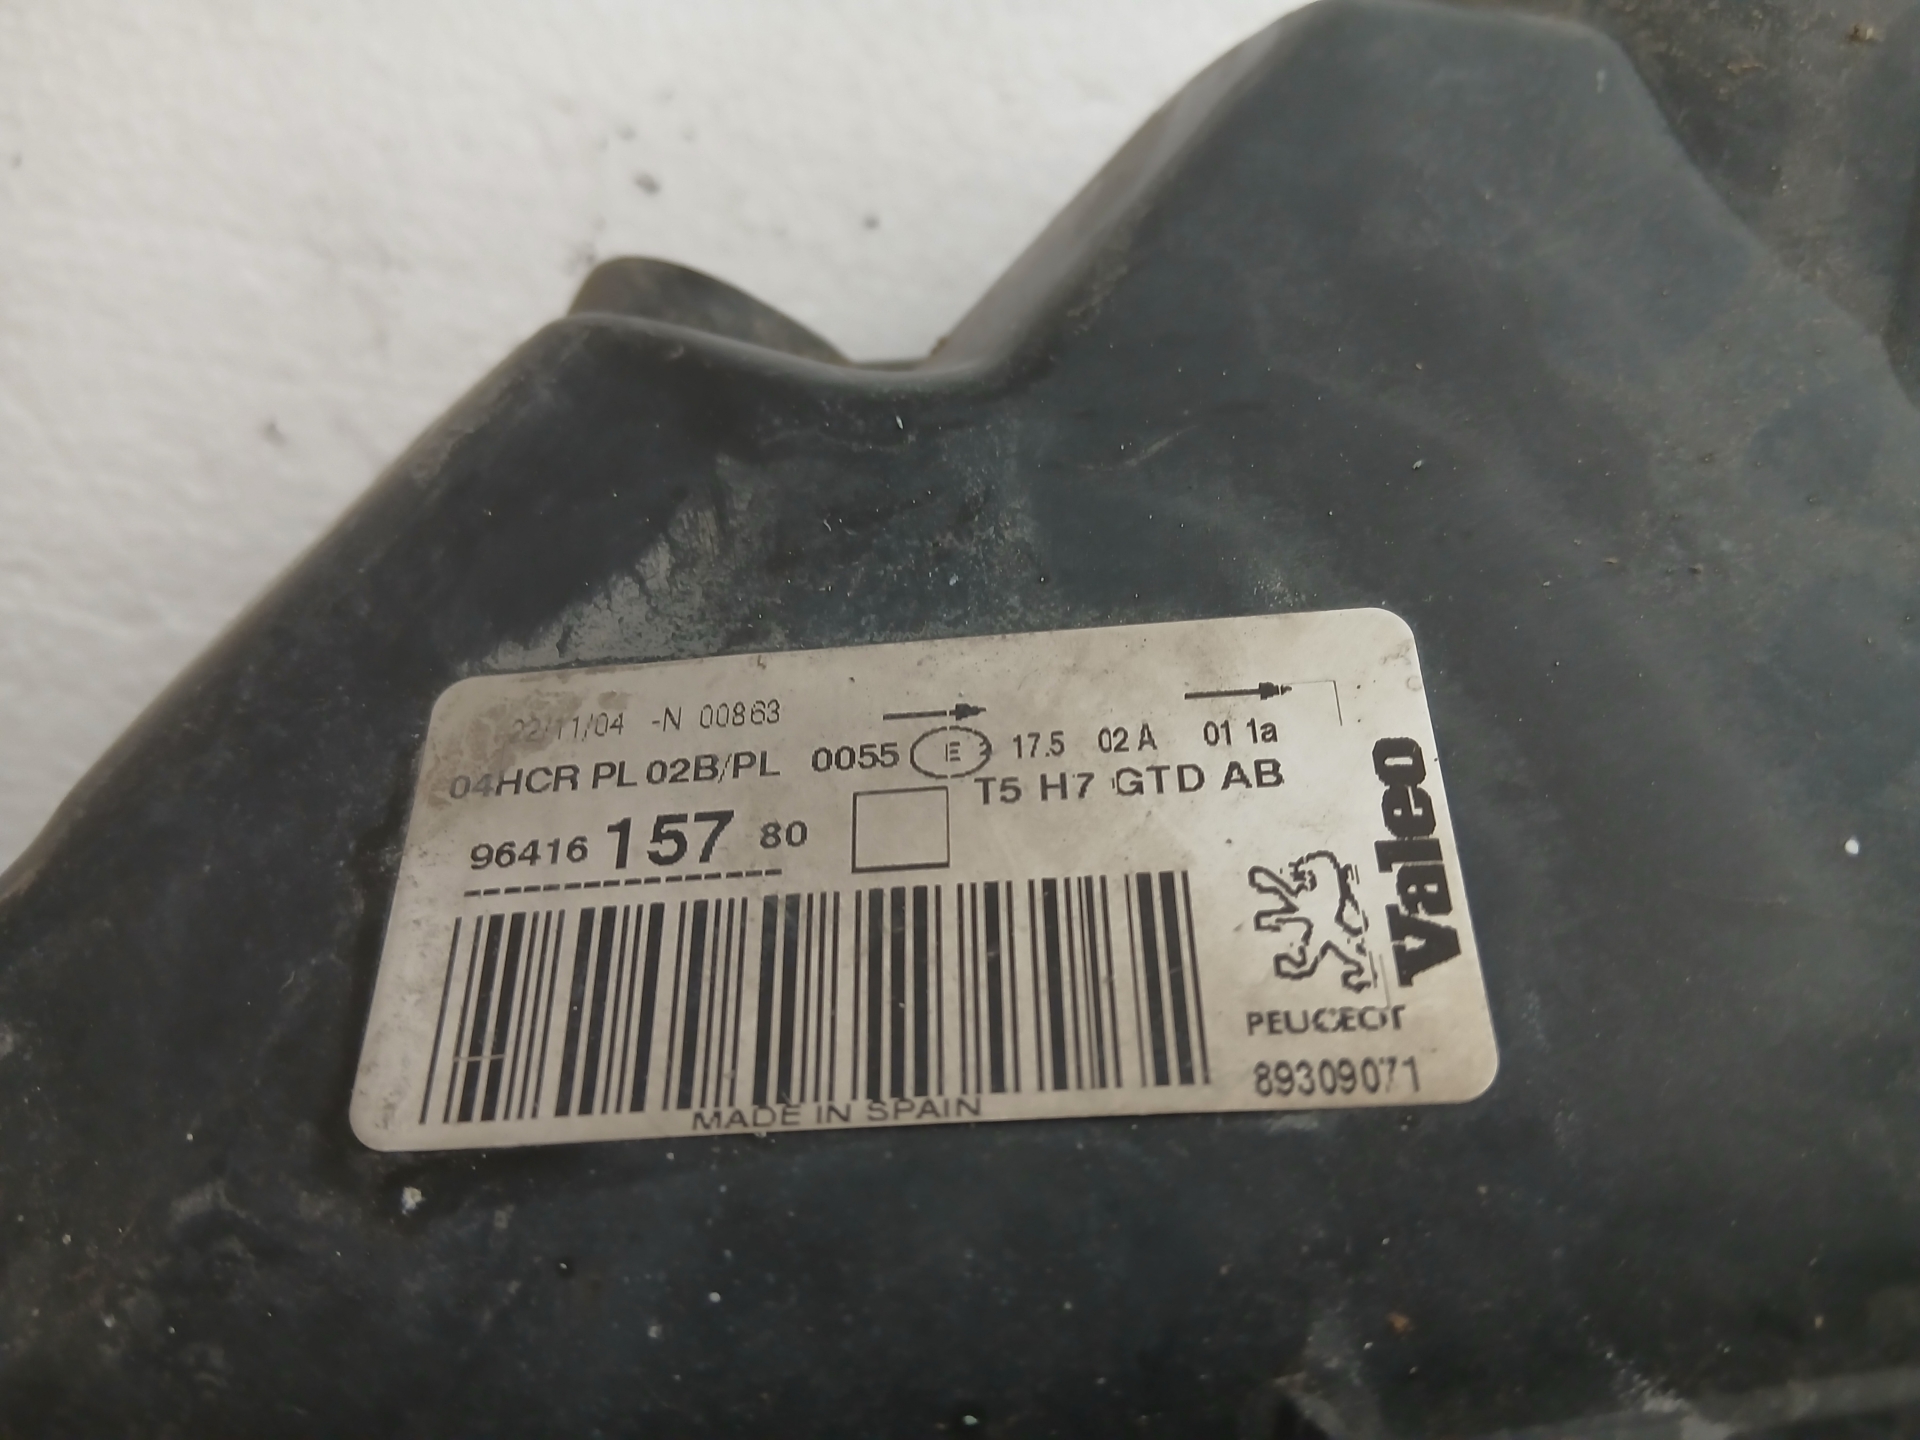 22/11/04 -N 00863
04HCR PL 02B/PL 0055 E2 17.5 02 A 01 1a
T5 H7 GTD AB
96416 157 80
Valeo
PEUGEOT
89309071
MADE IN SPAIN